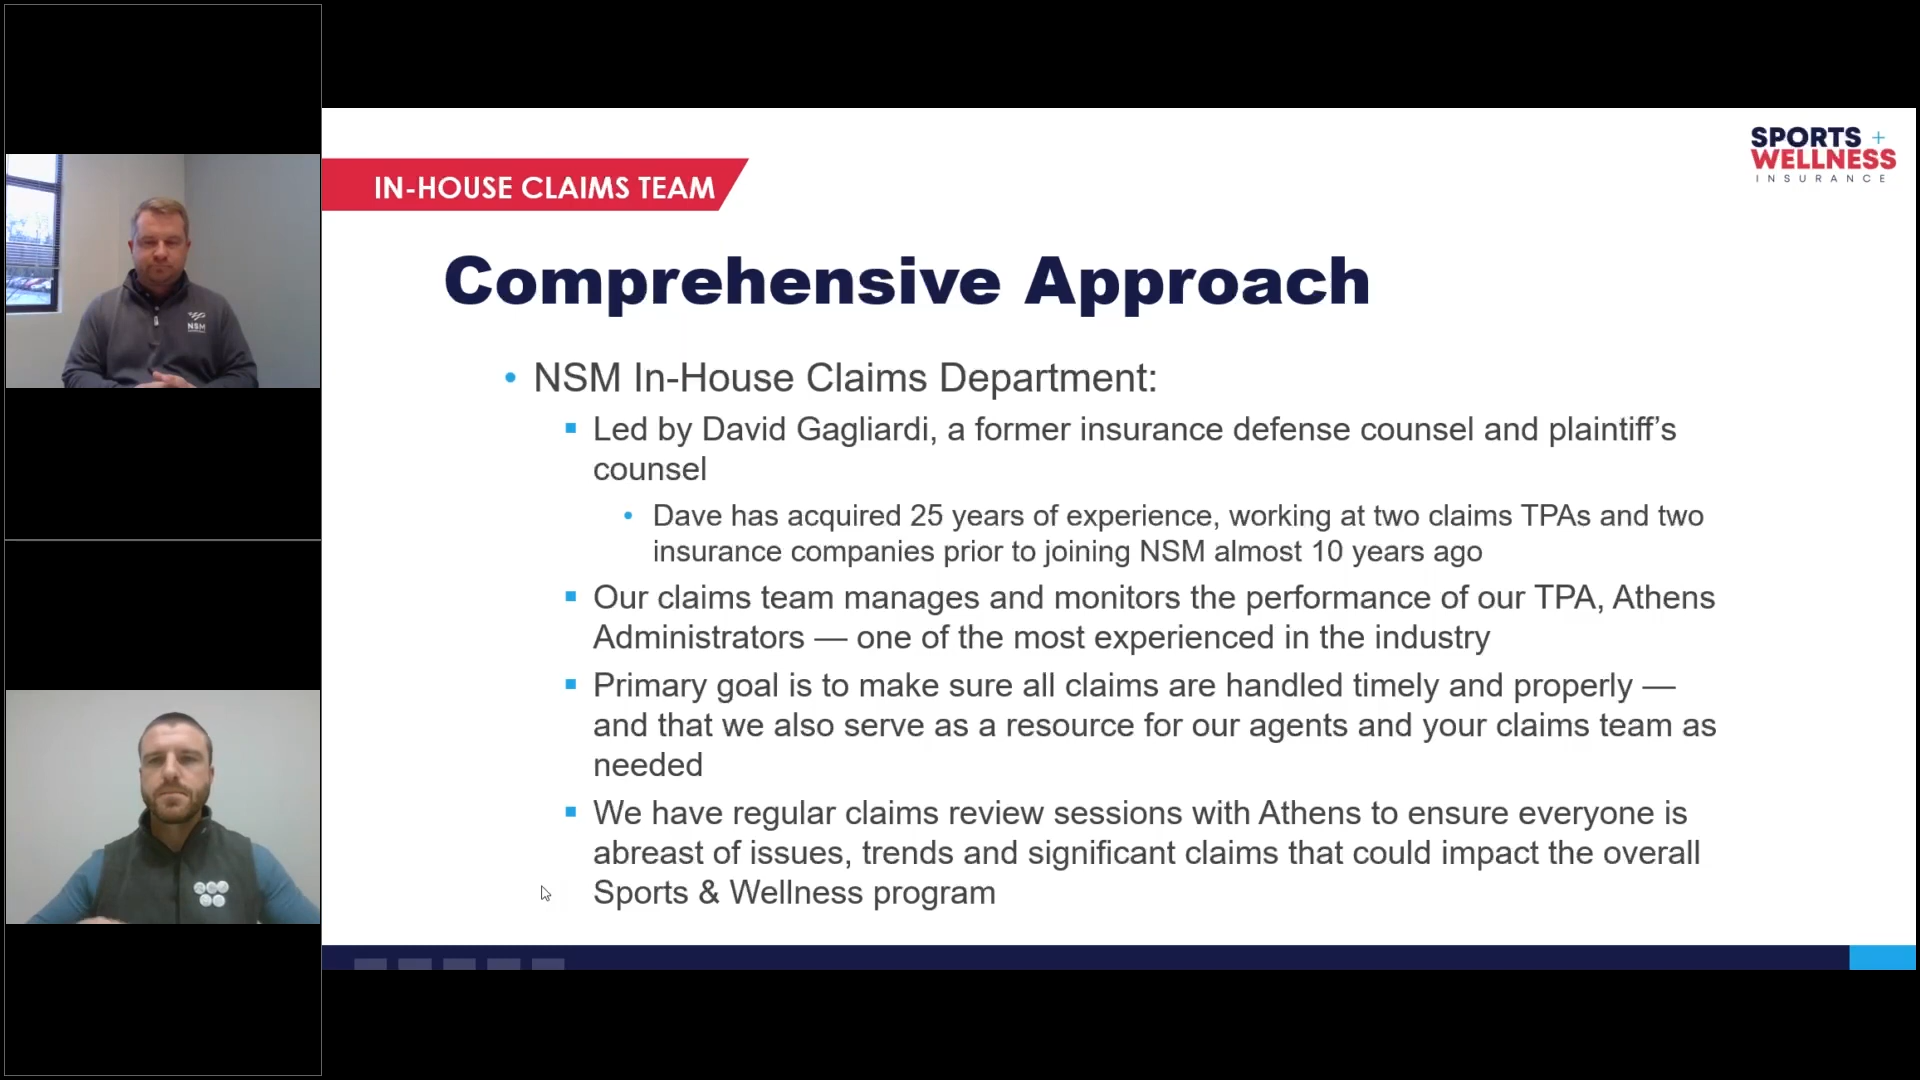 SPORTS +
WELLNESS
INSURANCE
IN-HOUSE CLAIMS TEAM
Comprehensive Approach
• NSM In-House Claims Department:
▪ Led by David Gagliardi, a former insurance defense counsel and plaintiff’s
counsel
• Dave has acquired 25 years of experience, working at two claims TPAs and two
insurance companies prior to joining NSM almost 10 years ago
▪ Our claims team manages and monitors the performance of our TPA, Athens
Administrators — one of the most experienced in the industry
▪ Primary goal is to make sure all claims are handled timely and properly —
and that we also serve as a resource for our agents and your claims team as
needed
▪ We have regular claims review sessions with Athens to ensure everyone is
abreast of issues, trends and significant claims that could impact the overall
Sports & Wellness program
NSM